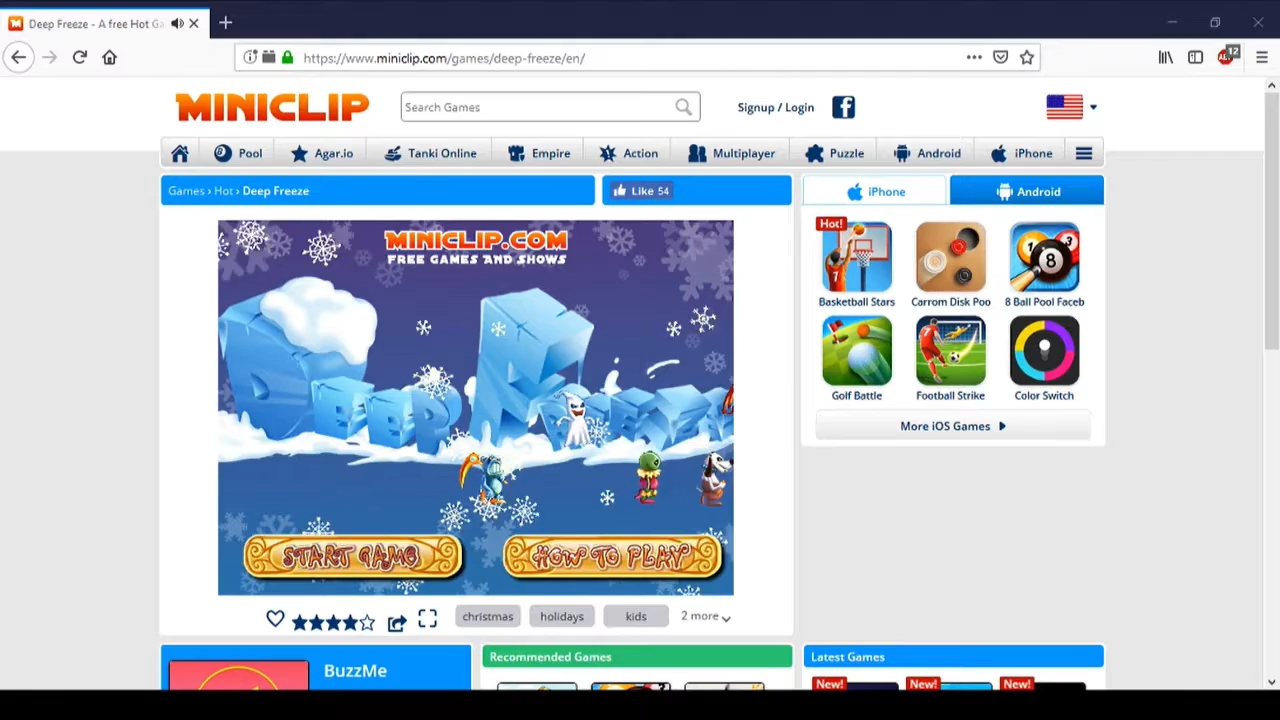 Deep Freeze - A free Hot Ga
https://www.miniclip.com/games/deep-freeze/en/
12
MINICLIP
Search Games
Signup / Login
Pool
Agar.io
Tanki Online
Empire
Action
Multiplayer
Puzzle
Android
iPhone
Games › Hot › Deep Freeze
Like 54
iPhone
Android
MINICLIP.COM
FREE GAMES AND SHOWS
DEEP FREEZE
START GAME
HOW TO PLAY
Hot!
Basketball Stars
Carrom Disk Poo
8 Ball Pool Faceb
Golf Battle
Football Strike
Color Switch
More iOS Games
christmas
holidays
kids
2 more
BuzzMe
Recommended Games
Latest Games
New!
New!
New!